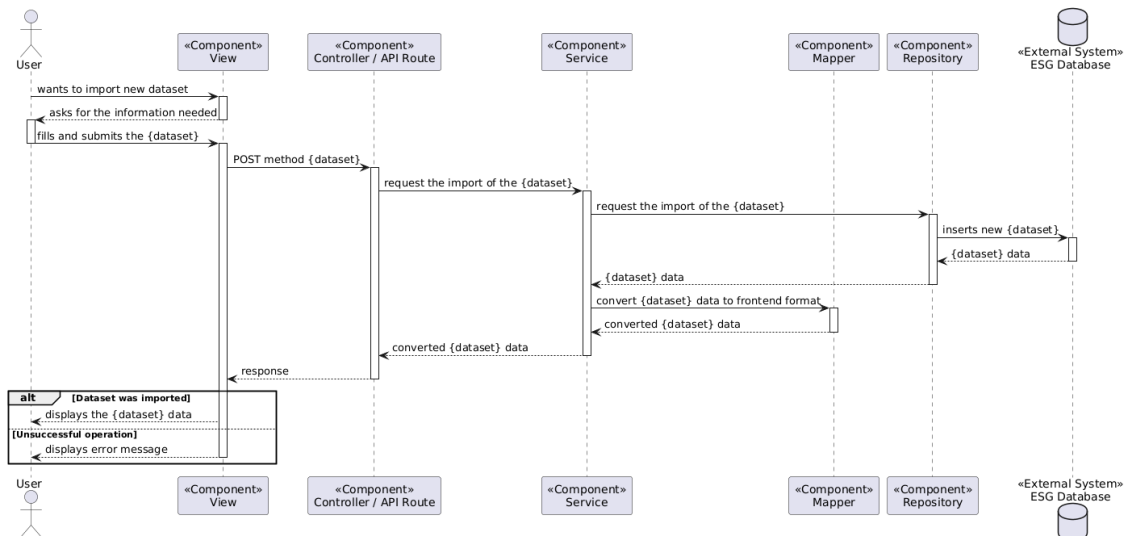 «External System»
ESG Database
User
«Component»
View
«Component»
Controller / API Route
«Component»
Service
«Component»
Mapper
«Component»
Repository
wants to import new dataset
asks for the information needed
fills and submits the {dataset}
POST method {dataset}
request the import of the {dataset}
request the import of the {dataset}
inserts new {dataset}
{dataset} data
{dataset} data
convert {dataset} data to frontend format
converted {dataset} data
converted {dataset} data
response
alt [Dataset was imported]
displays the {dataset} data
[Unsuccessful operation]
displays error message
User
«Component»
View
«Component»
Controller / API Route
«Component»
Service
«Component»
Mapper
«Component»
Repository
«External System»
ESG Database